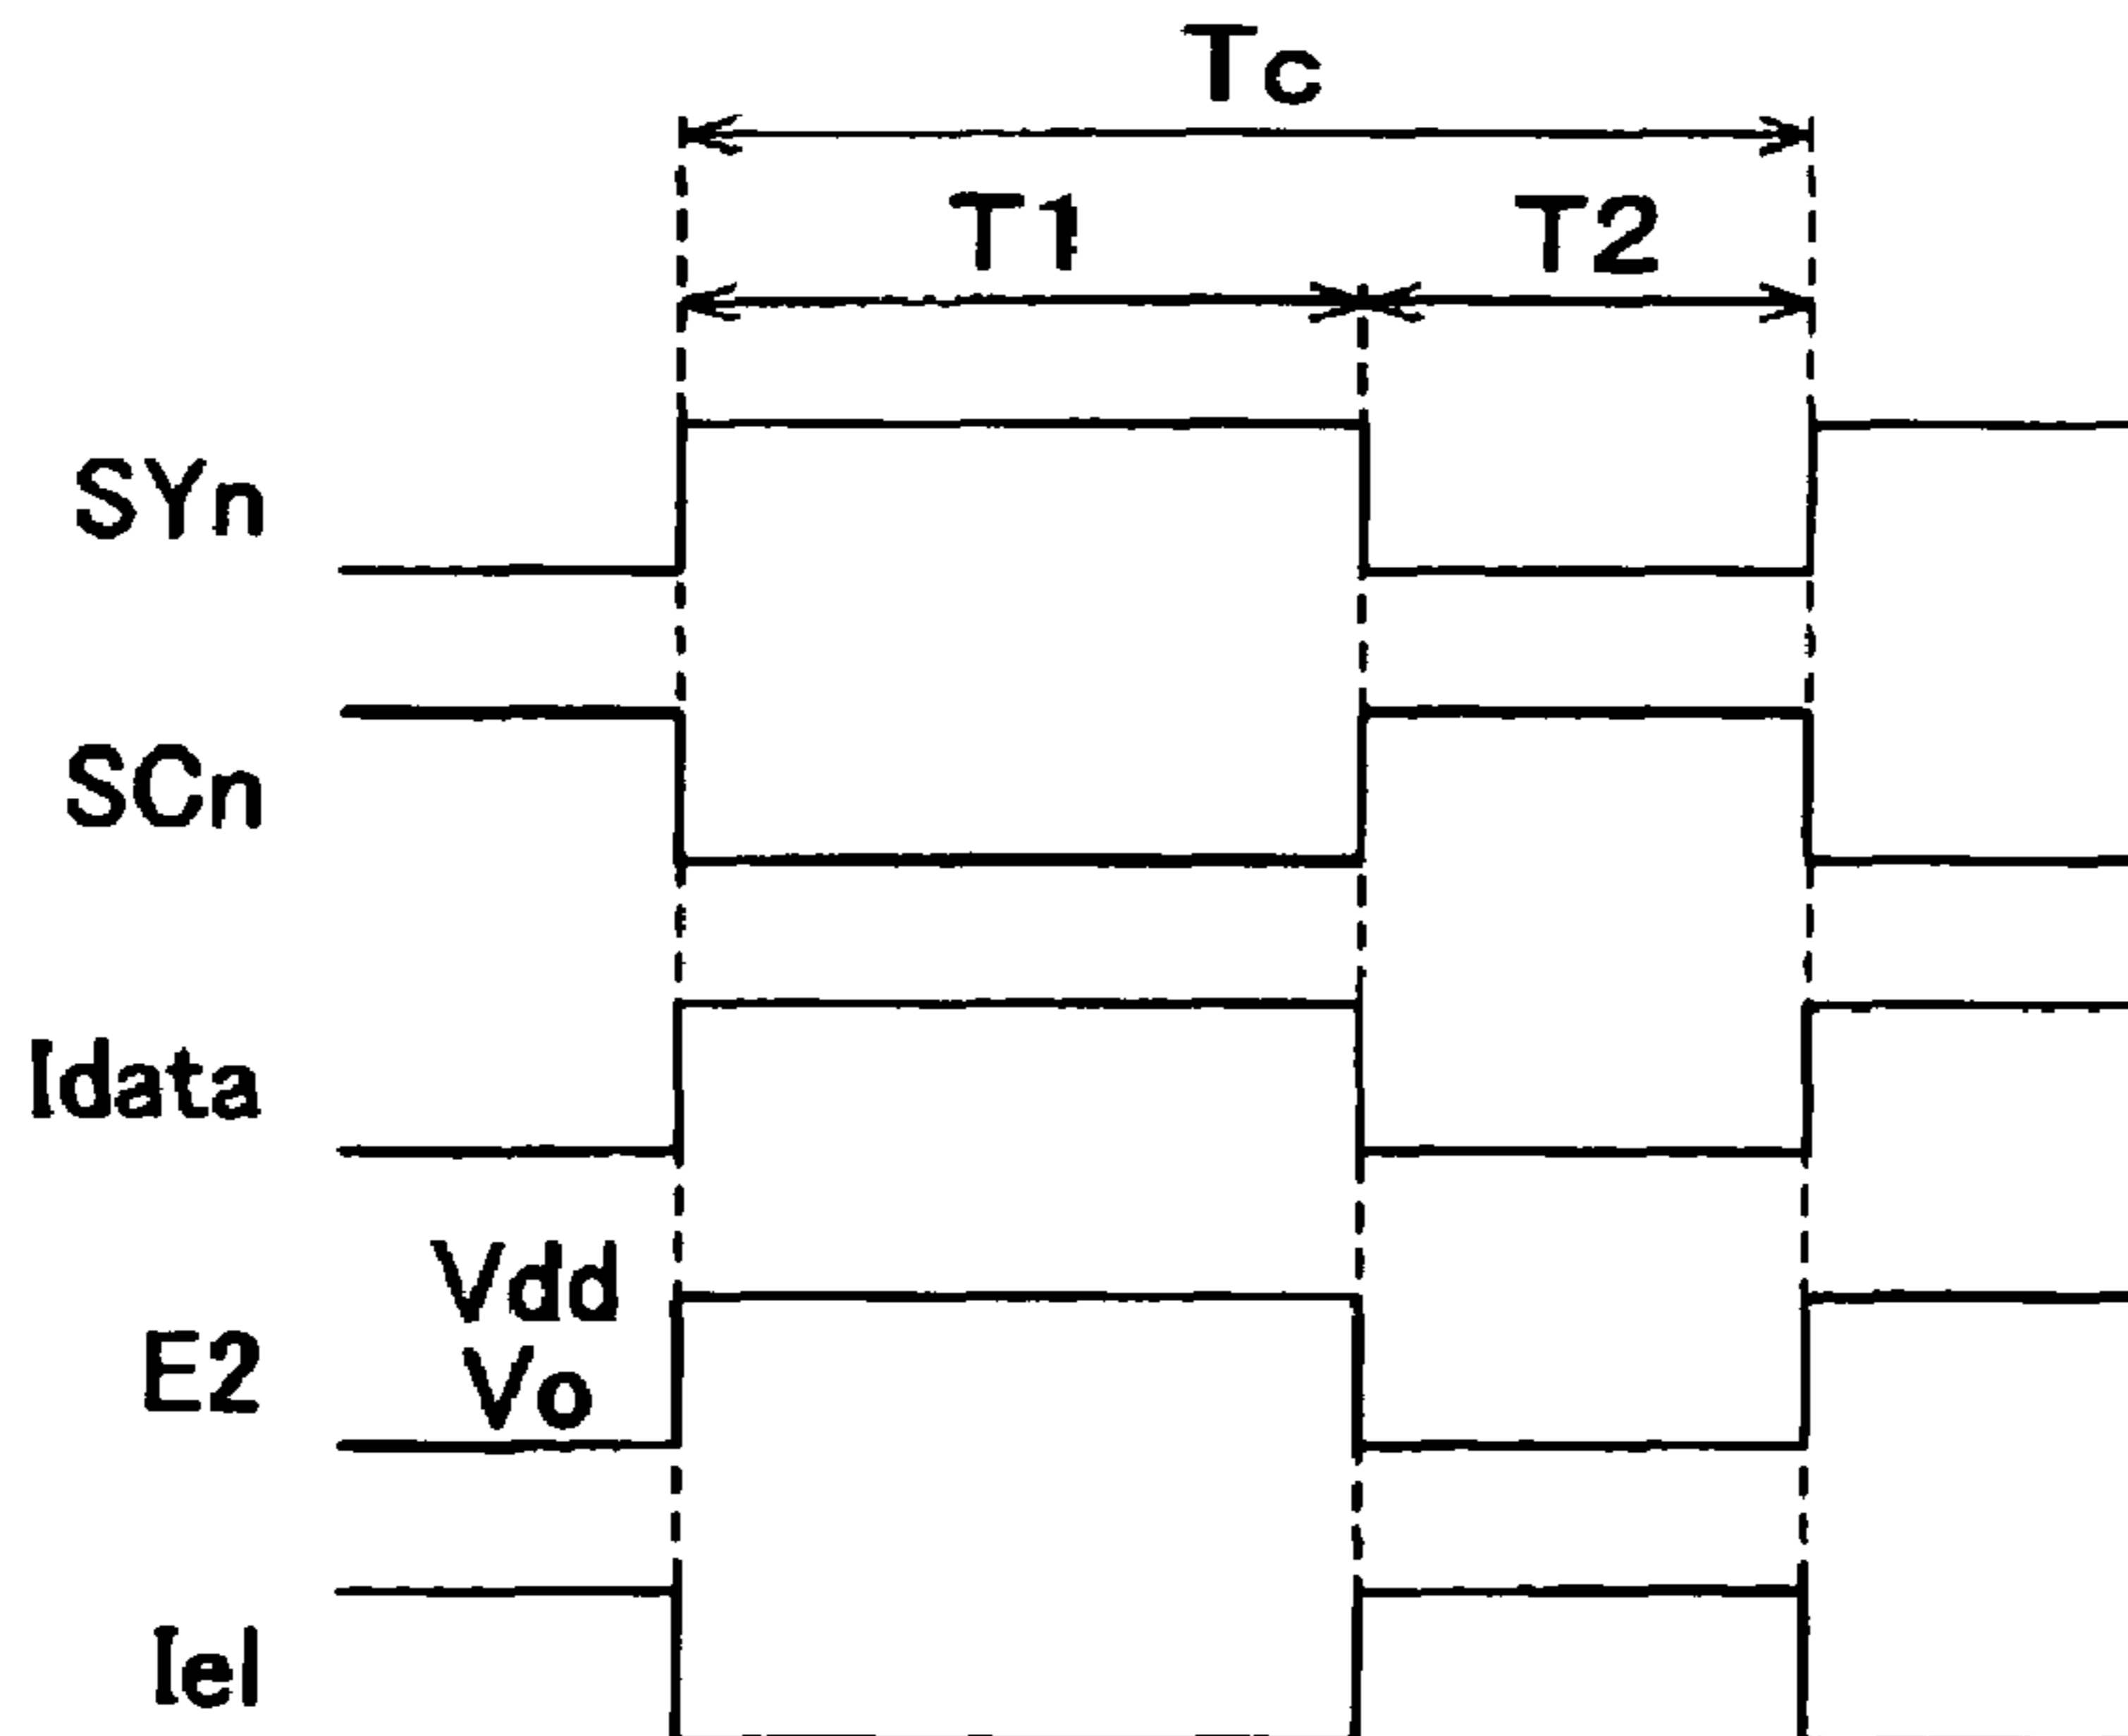 Tc
T1 T2
SYn
SCn
Idata
Vdd
E2
Vo
Iel